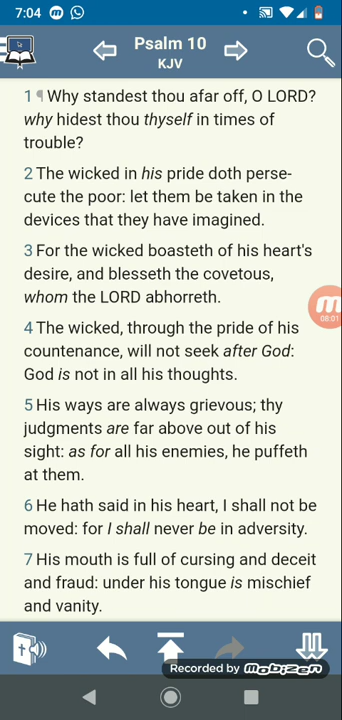 7:04
Psalm 10
KJV
1 ¶ Why standest thou afar off, O LORD?
why hidest thou thyself in times of
trouble?
2 The wicked in his pride doth perse-
cute the poor: let them be taken in the
devices that they have imagined.
3 For the wicked boasteth of his heart's
desire, and blesseth the covetous,
whom the LORD abhorreth.
4 The wicked, through the pride of his
countenance, will not seek after God:
God is not in all his thoughts.
5 His ways are always grievous; thy
judgments are far above out of his
sight: as for all his enemies, he puffeth
at them.
6 He hath said in his heart, I shall not be
moved: for I shall never be in adversity.
7 His mouth is full of cursing and deceit
and fraud: under his tongue is mischief
and vanity.
m
08:01
Recorded by mobizen